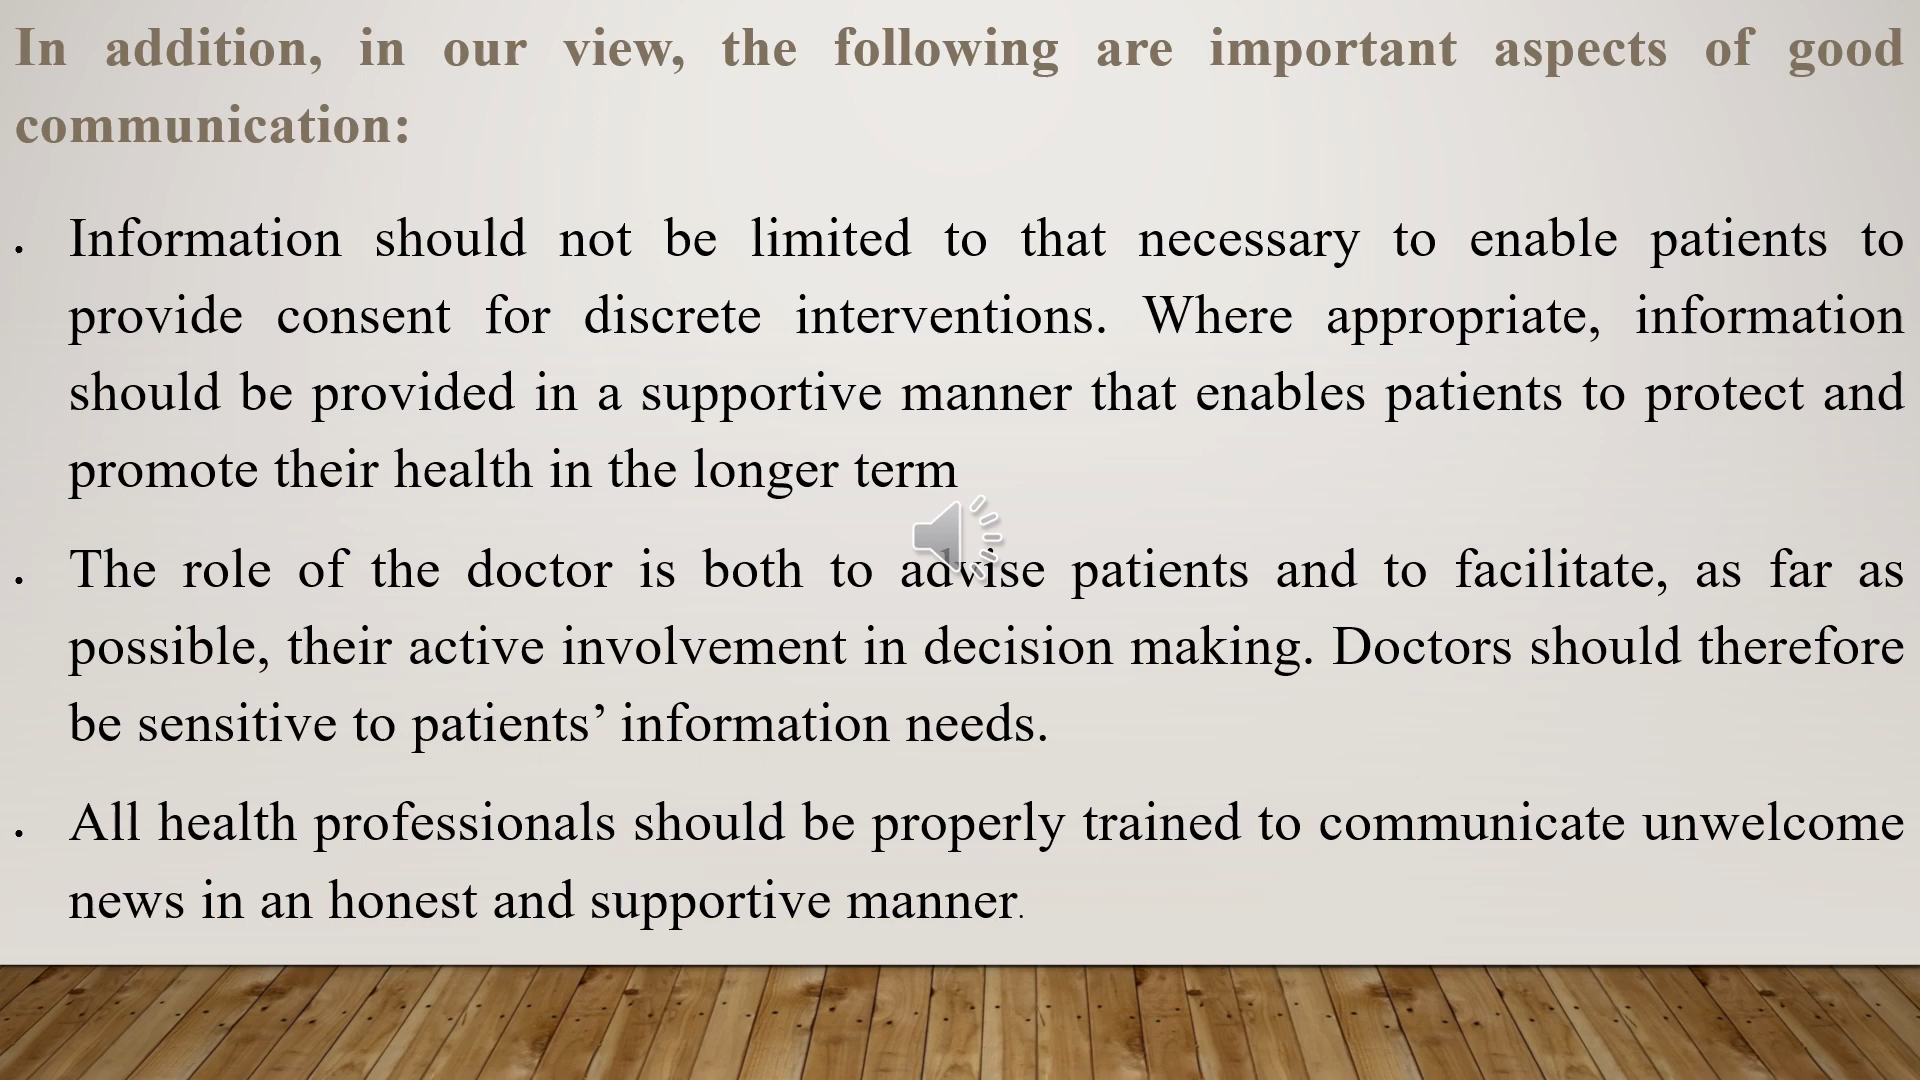 In addition, in our view, the following are important aspects of good
communication:
• Information should not be limited to that necessary to enable patients to
provide consent for discrete interventions. Where appropriate, information
should be provided in a supportive manner that enables patients to protect and
promote their health in the longer term
• The role of the doctor is both to advise patients and to facilitate, as far as
possible, their active involvement in decision making. Doctors should therefore
be sensitive to patients’ information needs.
• All health professionals should be properly trained to communicate unwelcome
news in an honest and supportive manner.